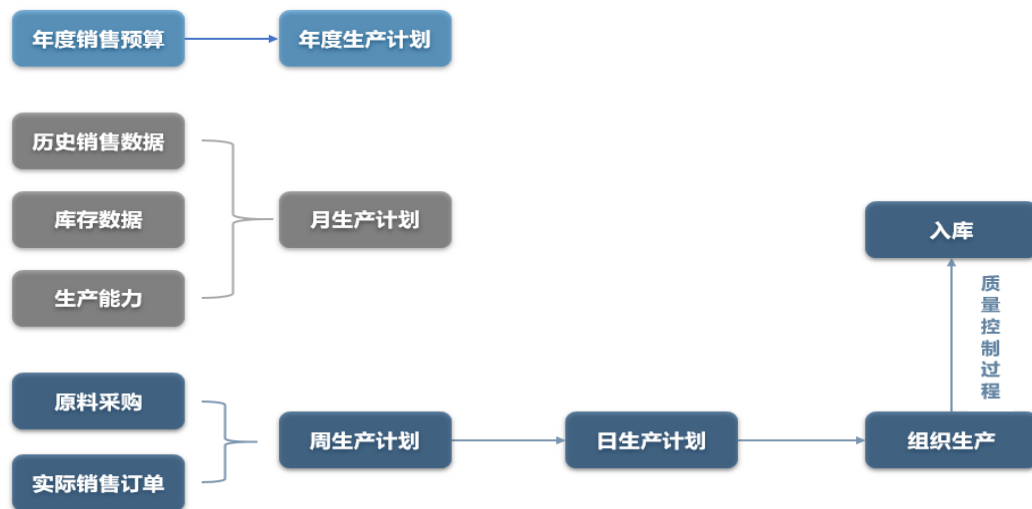 年度销售预算
年度生产计划
历史销售数据
库存数据
生产能力
月生产计划
原料采购
实际销售订单
周生产计划
日生产计划
组织生产
质量控制过程
入库